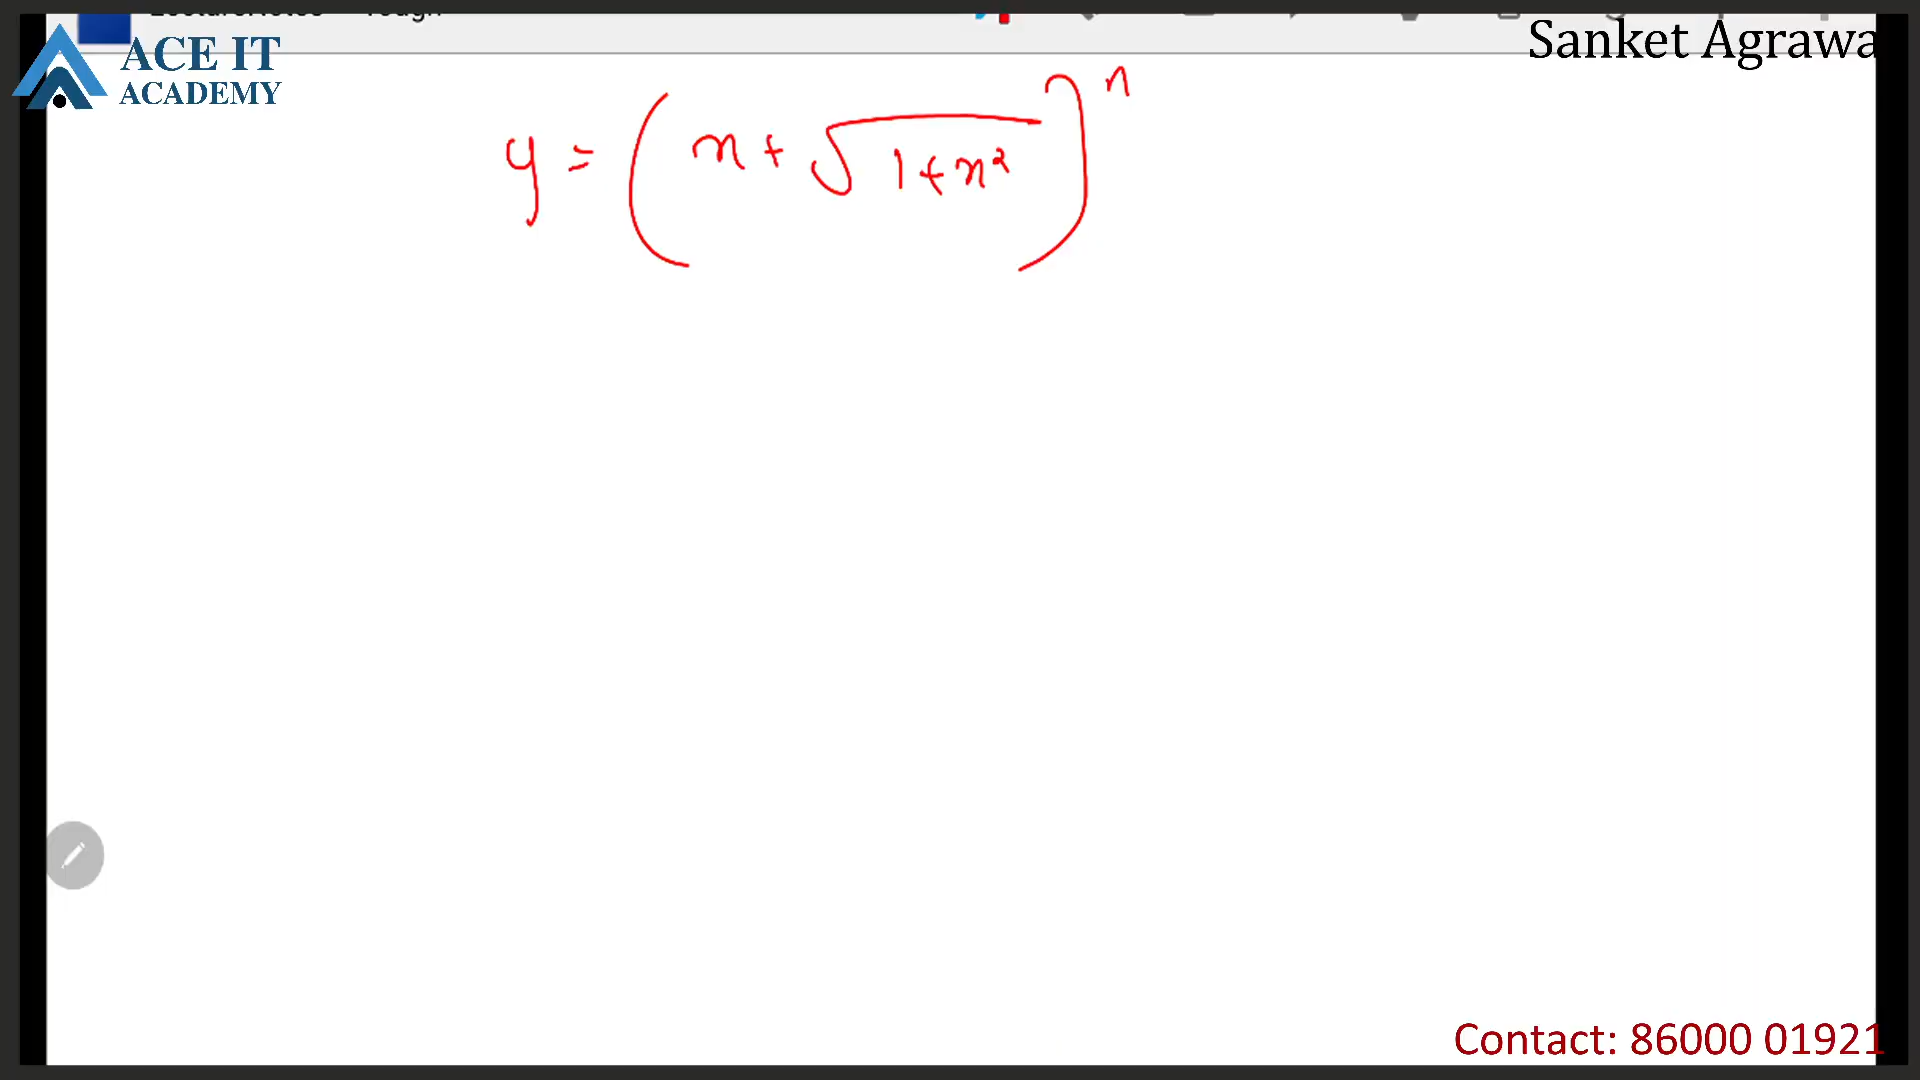 ACE IT
ACADEMY
Sanket Agrawa
y = (x + √1+x²)ⁿ
Contact: 86000 01921